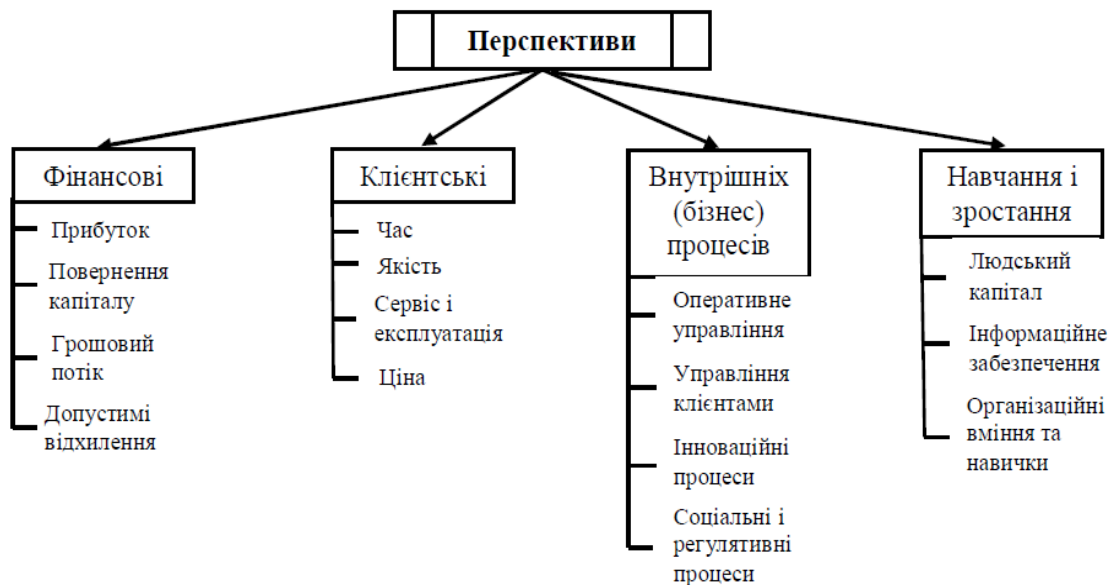 Перспективи
Фінансові
Прибуток
Повернення
капіталу
Грошовий
потік
Допустимі
відхилення
Клієнтські
Час
Якість
Сервіс і
експлуатація
Ціна
Внутрішніх
(бізнес)
процесів
Оперативне
управління
Управління
клієнтами
Інноваційні
процеси
Соціальні і
регулятивні
процеси
Навчання і
зростання
Людський
капітал
Інформаційне
забезпечення
Організаційні
вміння та
навички